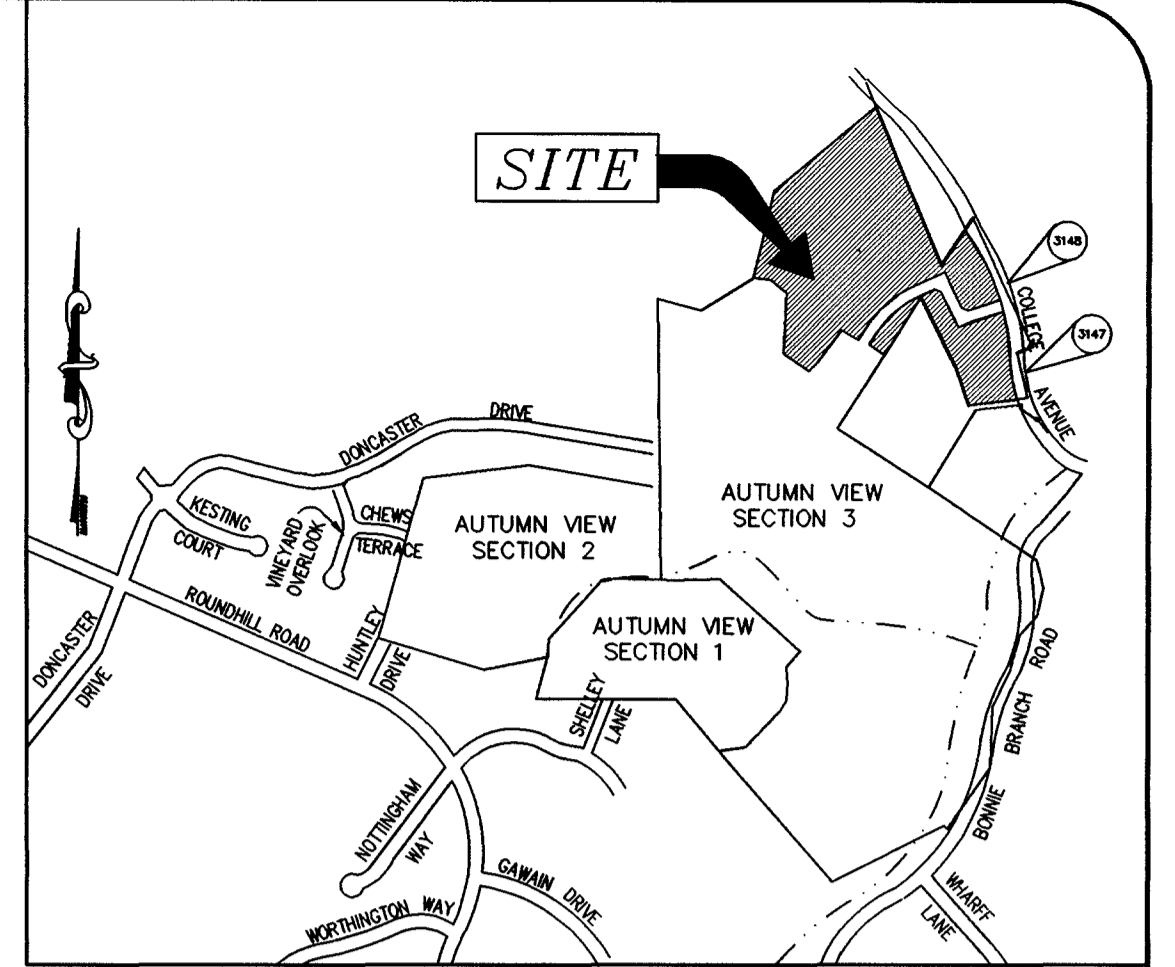 SITE
3148
COLLEGE
AVENUE
3147
DONCASTER DRIVE
KESTING
COURT
VINEYARD
OVERLOOK
CHEWS
TERRACE
AUTUMN VIEW
SECTION 2
AUTUMN VIEW
SECTION 3
AUTUMN VIEW
SECTION 1
ROUNDHILL ROAD
HUNTLEY
DRIVE
DONCASTER
DRIVE
SHELLEY
LANE
NOTTINGHAM
WAY
GAWAIN DRIVE
WORTHINGTON WAY
BONNIE BRANCH ROAD
WHARFF
LANE